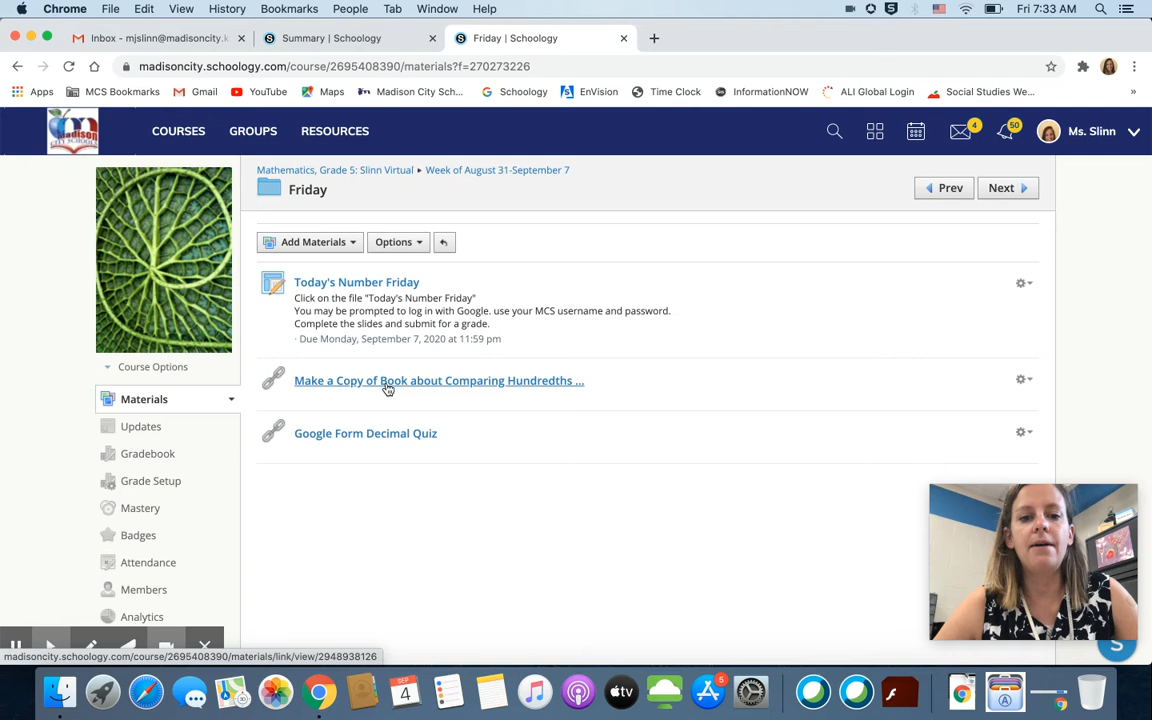 Chrome File Edit View History Bookmarks People Tab Window Help Fri 7:33 AM
Inbox - mjslinn@madisoncity.k Summary | Schoology Friday | Schoology
madisoncity.schoology.com/course/2695408390/materials?f=270273226
Apps MCS Bookmarks Gmail YouTube Maps Madison City Sch... Schoology EnVision Time Clock InformationNOW ALI Global Login Social Studies We...
COURSES GROUPS RESOURCES 4 50 Ms. Slinn
Mathematics, Grade 5: Slinn Virtual Week of August 31-September 7
Friday
Prev Next
Add Materials Options
Today's Number Friday
Click on the file "Today's Number Friday"
You may be prompted to log in with Google. use your MCS username and password.
Complete the slides and submit for a grade.
· Due Monday, September 7, 2020 at 11:59 pm
Make a Copy of Book about Comparing Hundredths ...
Google Form Decimal Quiz
Course Options
Materials
Updates
Gradebook
Grade Setup
Mastery
Badges
Attendance
Members
Analytics
madisoncity.schoology.com/course/2695408390/materials/link/view/2948938126
SEP
4
tv
5